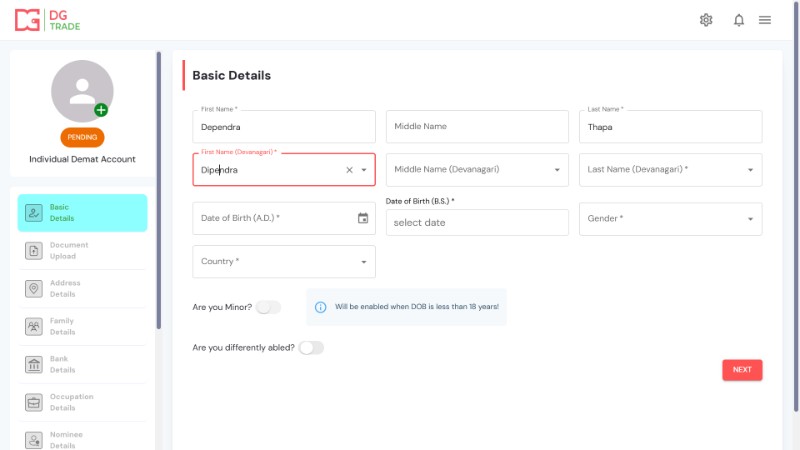 DG
TRADE
PENDING
Individual Demat Account
Basic
Details
Document
Upload
Address
Details
Family
Details
Bank
Details
Occupation
Details
Nominee
Details
Basic Details
First Name *
Dependra
Middle Name
Last Name *
Thapa
First Name (Devanagari) *
Dipendra
Middle Name (Devanagari)
Last Name (Devanagari) *
Date of Birth (A.D.) *
Date of Birth (B.S.) *
select date
Gender *
Country *
Are you Minor?
Will be enabled when DOB is less than 18 years!
Are you differently abled?
NEXT